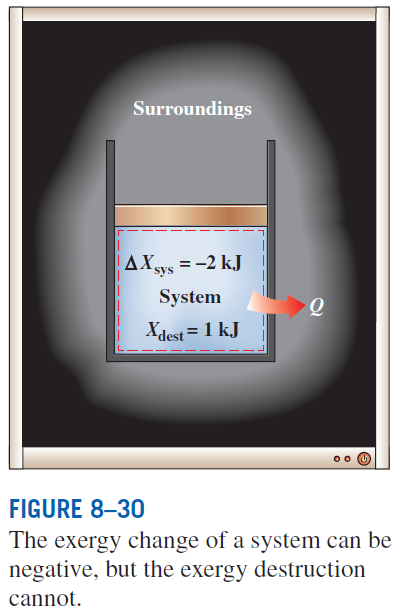 Surroundings
ΔXsys = –2 kJ
System
Q
Xdest = 1 kJ
FIGURE 8–30
The exergy change of a system can be
negative, but the exergy destruction
cannot.